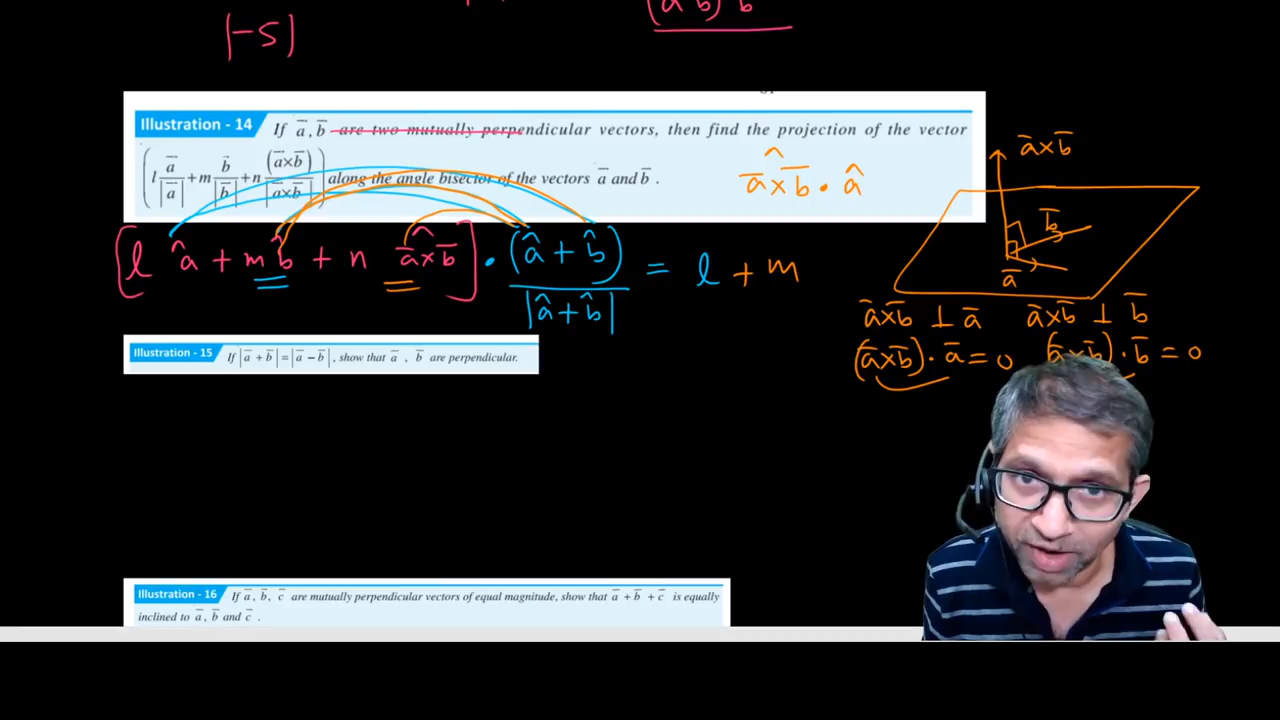 |-5|
(a̅ b̅) b̅
Illustration - 14 If a̅, b̅ are two mutually perpendicular vectors, then find the projection of the vector
(l a̅/|a̅| + m b̅/|b̅| + n (a̅×b̅)/|a̅×b̅|) along the angle bisector of the vectors a̅ and b̅.
a̅×b̅ · â
a̅×b̅
b̅
a̅
[l â + m b̂ + n a̅×b̅] · (â + b̂)/|â + b̂| = l + m
a̅×b̅ ⊥ a̅ a̅×b̅ ⊥ b̅
(a̅×b̅) · a̅ = 0 (a̅×b̅) · b̅ = 0
Illustration - 15 If |a̅ + b̅| = |a̅ − b̅|, show that a̅, b̅ are perpendicular.
Illustration - 16 If a̅, b̅, c̅ are mutually perpendicular vectors of equal magnitude, show that a̅ + b̅ + c̅ is equally
inclined to a̅, b̅ and c̅.